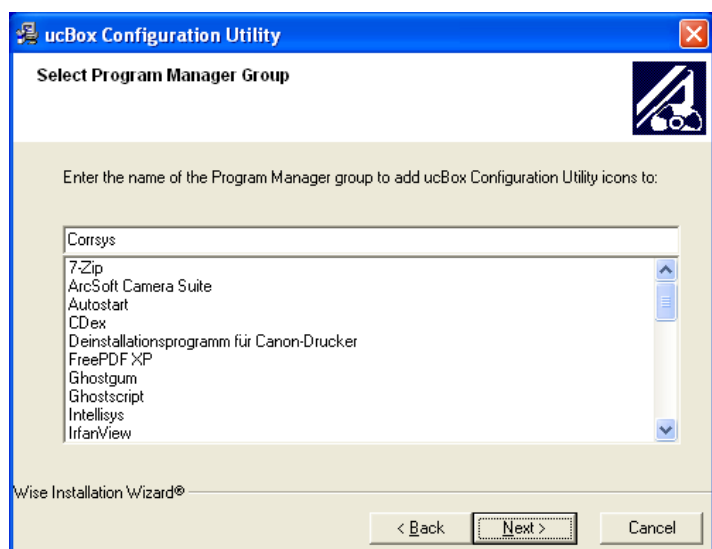 ucBox Configuration Utility
Select Program Manager Group
Enter the name of the Program Manager group to add ucBox Configuration Utility icons to:
Corrsys
7-Zip
ArcSoft Camera Suite
Autostart
CDex
Deinstallationsprogramm für Canon-Drucker
FreePDF XP
Ghostgum
Ghostscript
Intellisys
IrfanView
Wise Installation Wizard®
< Back
Next >
Cancel